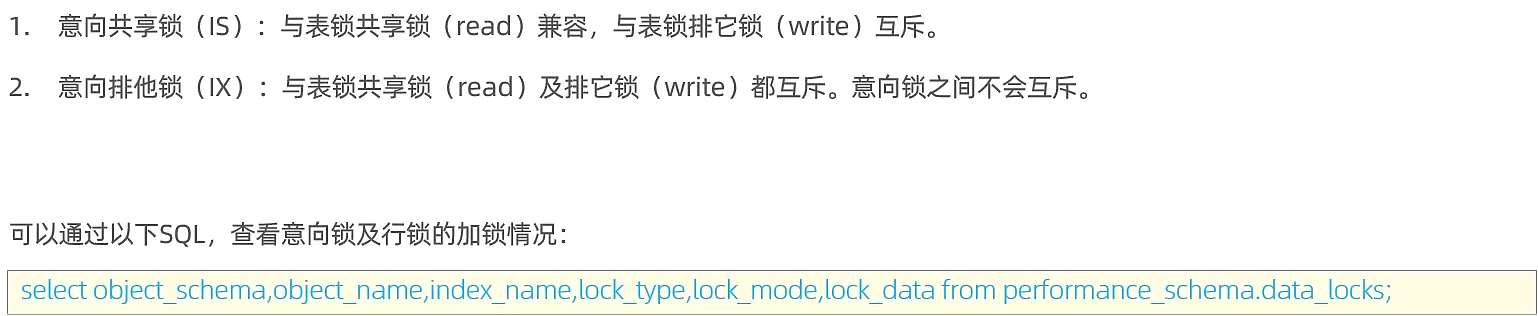 1. 意向共享锁（IS）：与表锁共享锁（read）兼容，与表锁排它锁（write）互斥。
2. 意向排他锁（IX）：与表锁共享锁（read）及排它锁（write）都互斥。意向锁之间不会互斥。
可以通过以下SQL，查看意向锁及行锁的加锁情况：
select object_schema,object_name,index_name,lock_type,lock_mode,lock_data from performance_schema.data_locks;